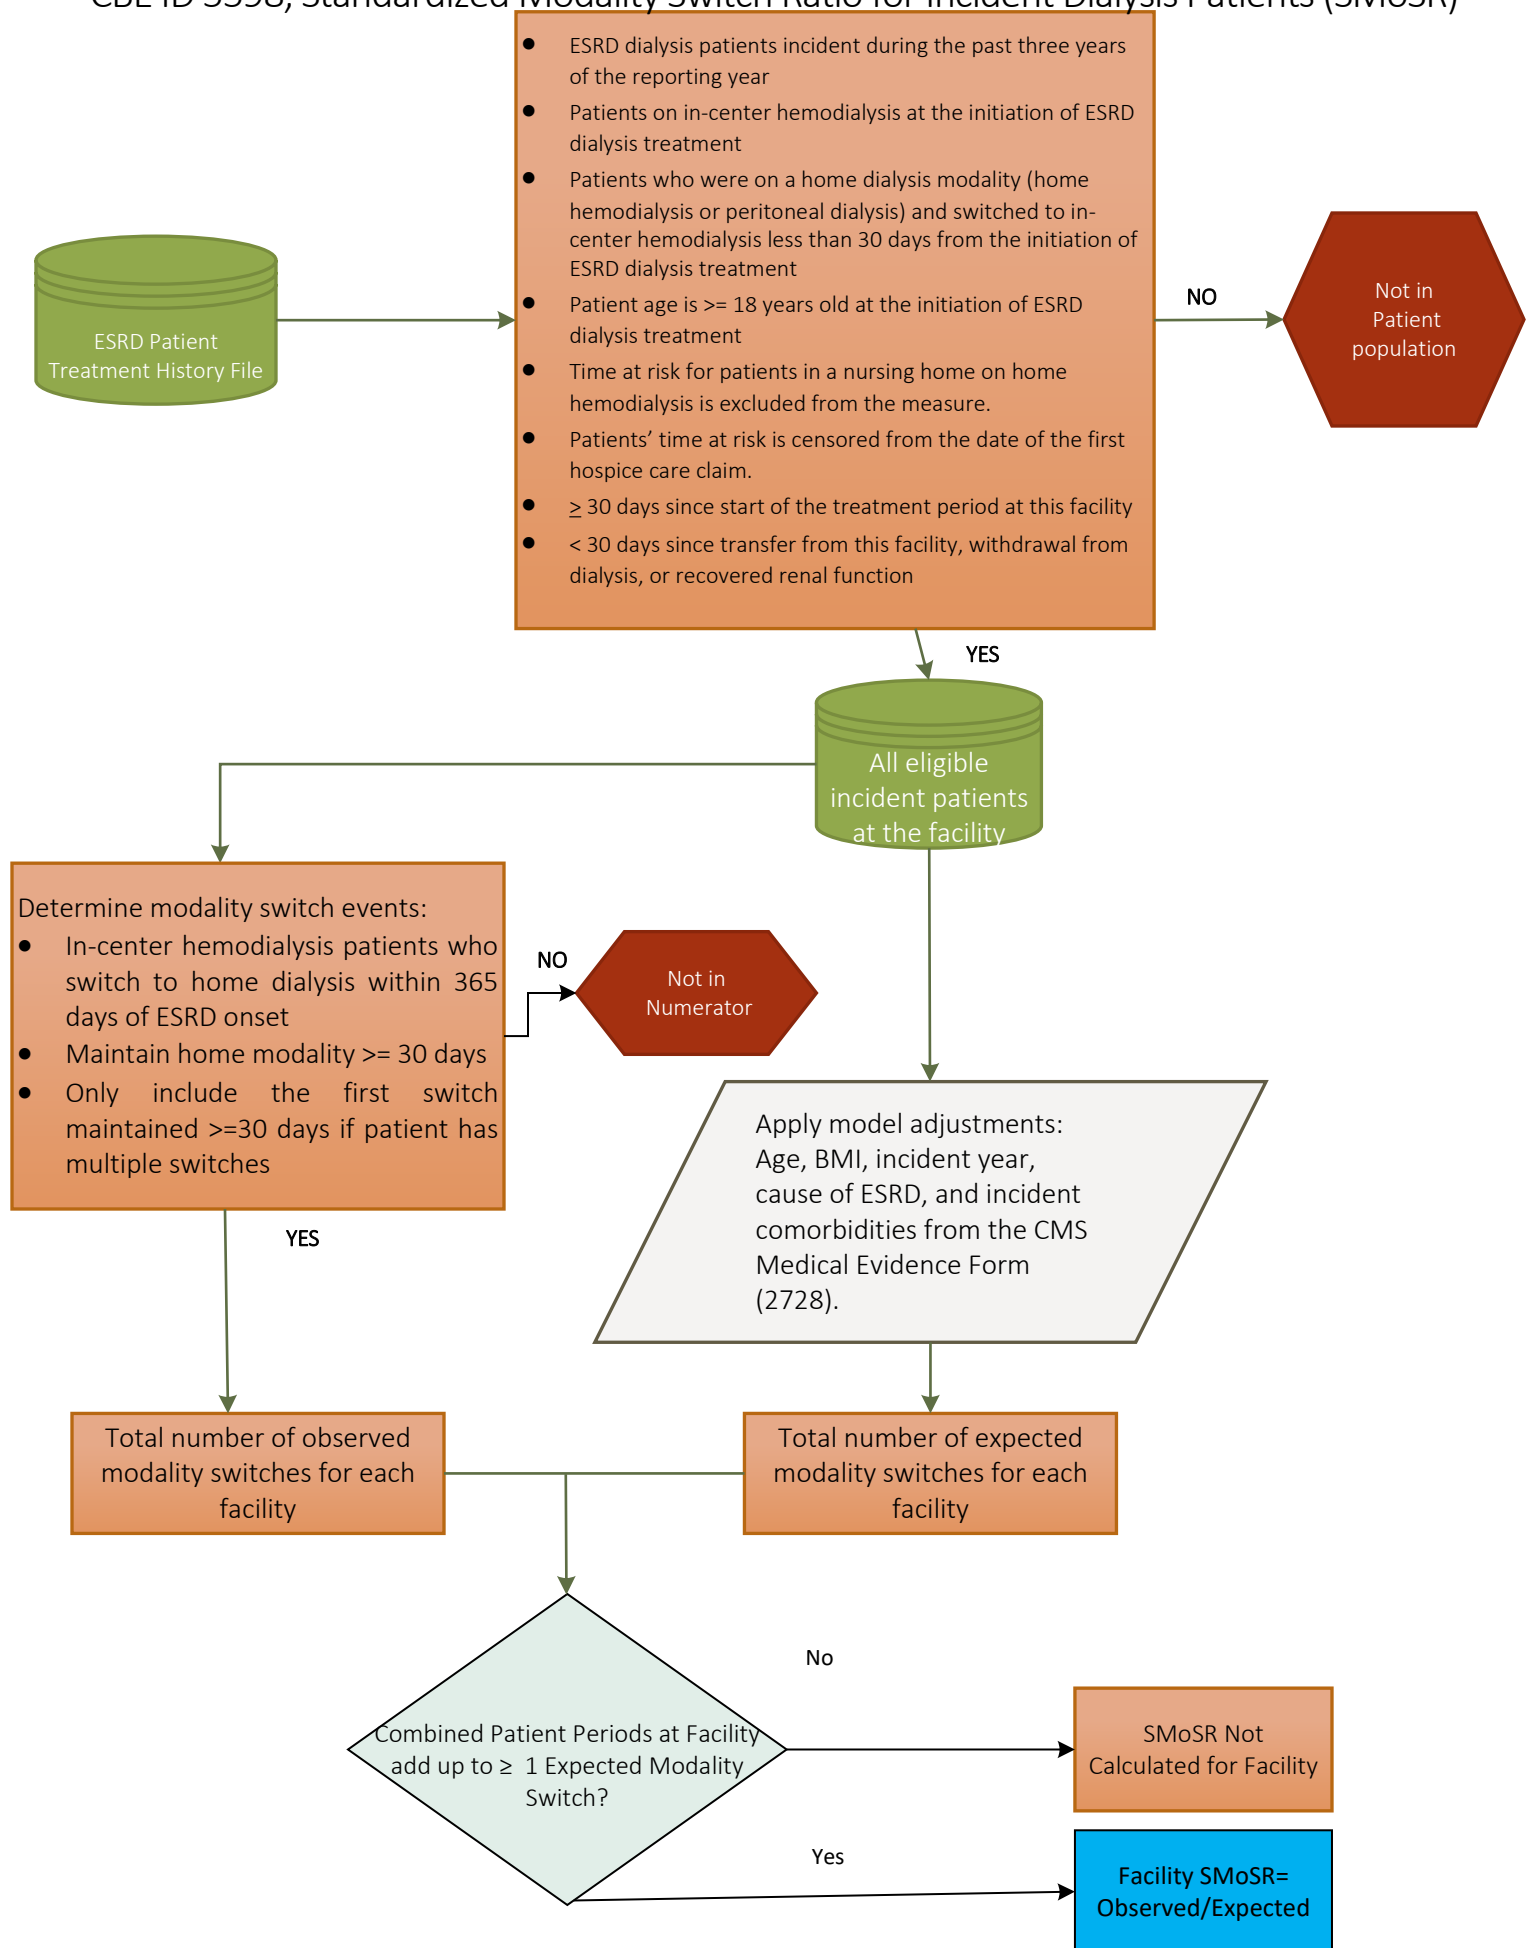 CBE ID Standardized Modality Switch Ratio for Incident Dialysis Patients (SMoSR)
● ESRD dialysis patients incident during the past three years
of the reporting year
● Patients on in-center hemodialysis at the initiation of ESRD
dialysis treatment
● Patients who were on a home dialysis modality (home
hemodialysis or peritoneal dialysis) and switched to in-
center hemodialysis less than 30 days from the initiation of
ESRD dialysis treatment
● Patient age is >= 18 years old at the initiation of ESRD
dialysis treatment
● Time at risk for patients in a nursing home on home
hemodialysis is excluded from the measure.
● Patients’ time at risk is censored from the date of the first
hospice care claim.
● ≥ 30 days since start of the treatment period at this facility
● < 30 days since transfer from this facility, withdrawal from
dialysis, or recovered renal function
ESRD Patient
Treatment History File
NO
Not in
Patient
population
YES
All eligible
incident patients
at the facility
Determine modality switch events:
● In-center hemodialysis patients who
switch to home dialysis within 365
days of ESRD onset
● Maintain home modality >= 30 days
● Only include the first switch
maintained >=30 days if patient has
multiple switches
NO
Not in
Numerator
YES
Apply model adjustments:
Age, BMI, incident year,
cause of ESRD, and incident
comorbidities from the CMS
Medical Evidence Form
(2728).
Total number of observed
modality switches for each
facility
Total number of expected
modality switches for each
facility
Combined Patient Periods at Facility
add up to ≥ 1 Expected Modality
Switch?
No
SMoSR Not
Calculated for Facility
Yes
Facility SMoSR=
Observed/Expected